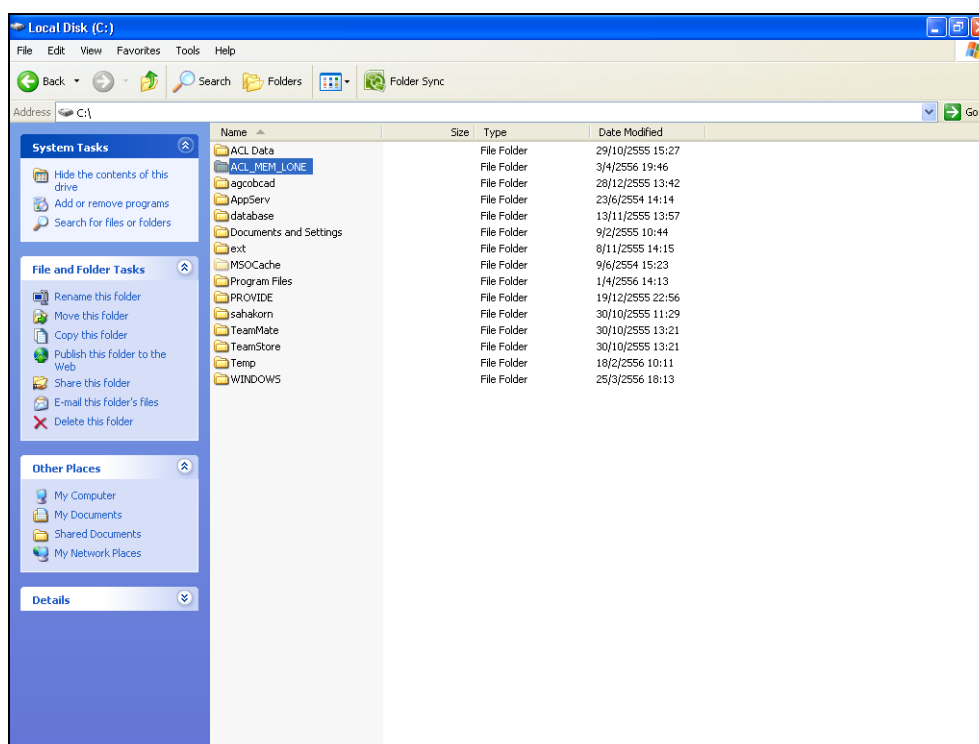 Local Disk (C:)
File Edit View Favorites Tools Help
Back Search Folders Folder Sync
Address C:\ Go
Name Size Type Date Modified
System Tasks
Hide the contents of this
drive
Add or remove programs
Search for files or folders
File and Folder Tasks
Rename this folder
Move this folder
Copy this folder
Publish this folder to the
Web
Share this folder
E-mail this folder's files
Delete this folder
Other Places
My Computer
My Documents
Shared Documents
My Network Places
Details
ACL Data File Folder 29/10/2555 15:27
ACL_MEM_LONE File Folder 3/4/2556 19:46
agcobcad File Folder 28/12/2555 13:42
AppServ File Folder 23/6/2554 14:14
database File Folder 13/11/2555 13:57
Documents and Settings File Folder 9/2/2555 10:44
ext File Folder 8/11/2555 14:15
MSOCache File Folder 9/6/2554 15:23
Program Files File Folder 1/4/2556 14:13
PROVIDE File Folder 19/12/2555 22:56
sahakorn File Folder 30/10/2555 11:29
TeamMate File Folder 30/10/2555 13:21
TeamStore File Folder 30/10/2555 13:21
Temp File Folder 18/2/2556 10:11
WINDOWS File Folder 25/3/2556 18:13